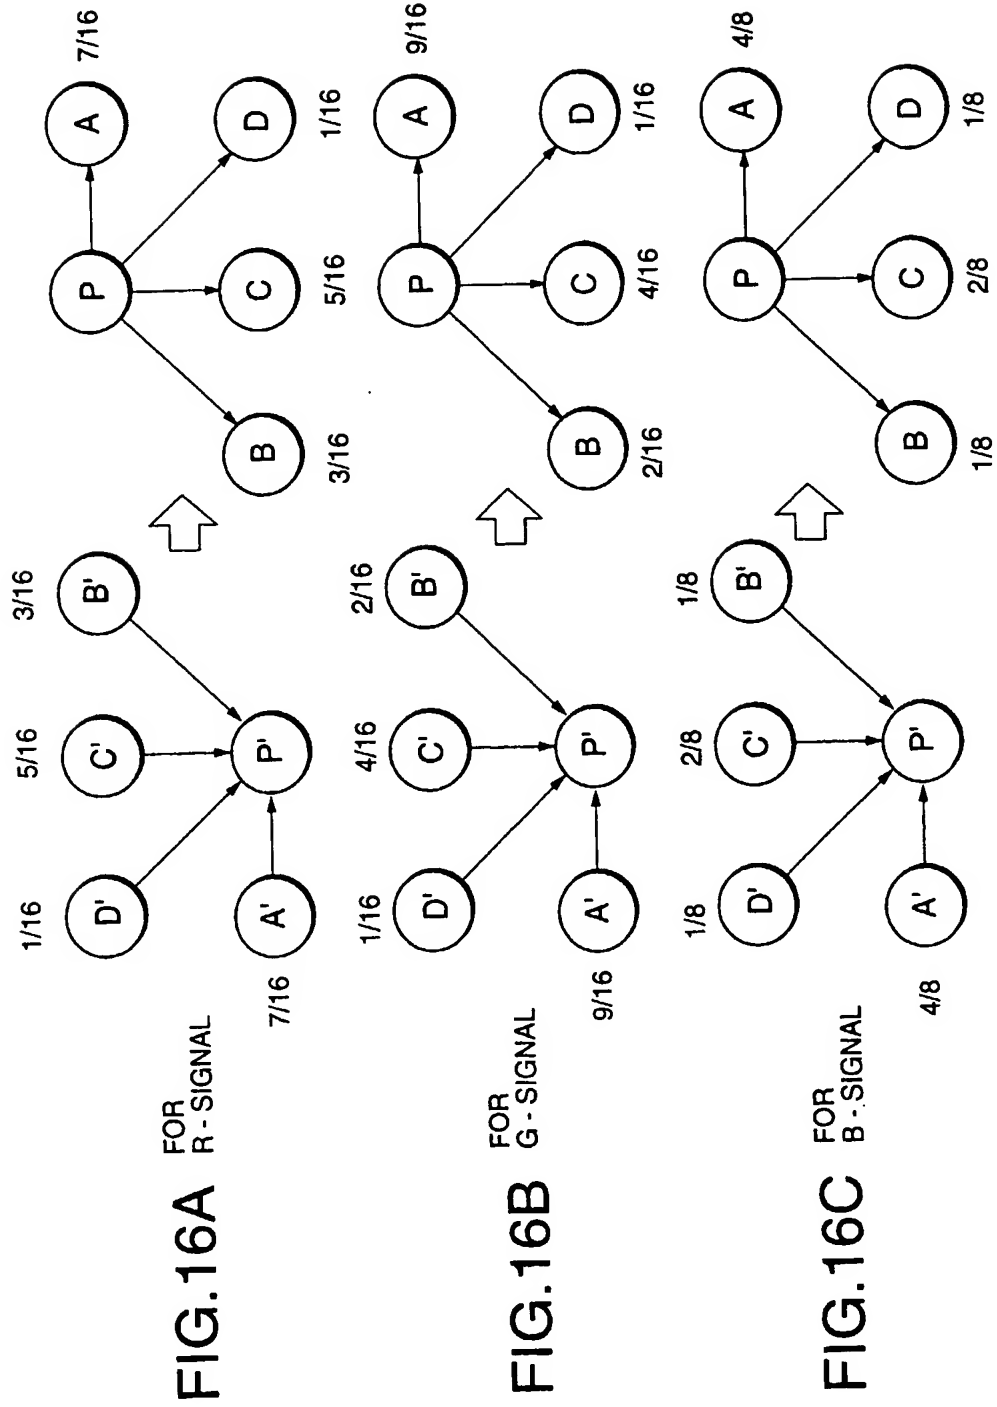 FIG.16A
FOR
R - SIGNAL
1/16
5/16
3/16
D'
C'
B'
A'
P'
7/16
P
A
7/16
B
C
D
3/16
5/16
1/16
FIG.16B
FOR
G - SIGNAL
1/16
4/16
2/16
D'
C'
B'
A'
P'
9/16
P
A
9/16
B
C
D
2/16
4/16
1/16
FIG.16C
FOR
B - SIGNAL
1/8
2/8
1/8
D'
C'
B'
A'
P'
4/8
P
A
4/8
B
C
D
1/8
2/8
1/8